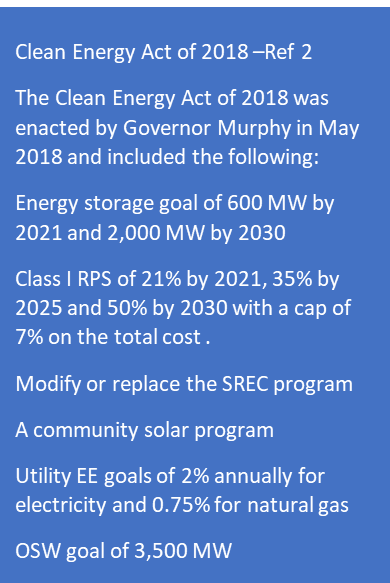 Clean Energy Act of 2018 –Ref 2
The Clean Energy Act of 2018 was
enacted by Governor Murphy in May
2018 and included the following:
Energy storage goal of 600 MW by
2021 and 2,000 MW by 2030
Class I RPS of 21% by 2021, 35% by
2025 and 50% by 2030 with a cap of
7% on the total cost .
Modify or replace the SREC program
A community solar program
Utility EE goals of 2% annually for
electricity and 0.75% for natural gas
OSW goal of 3,500 MW